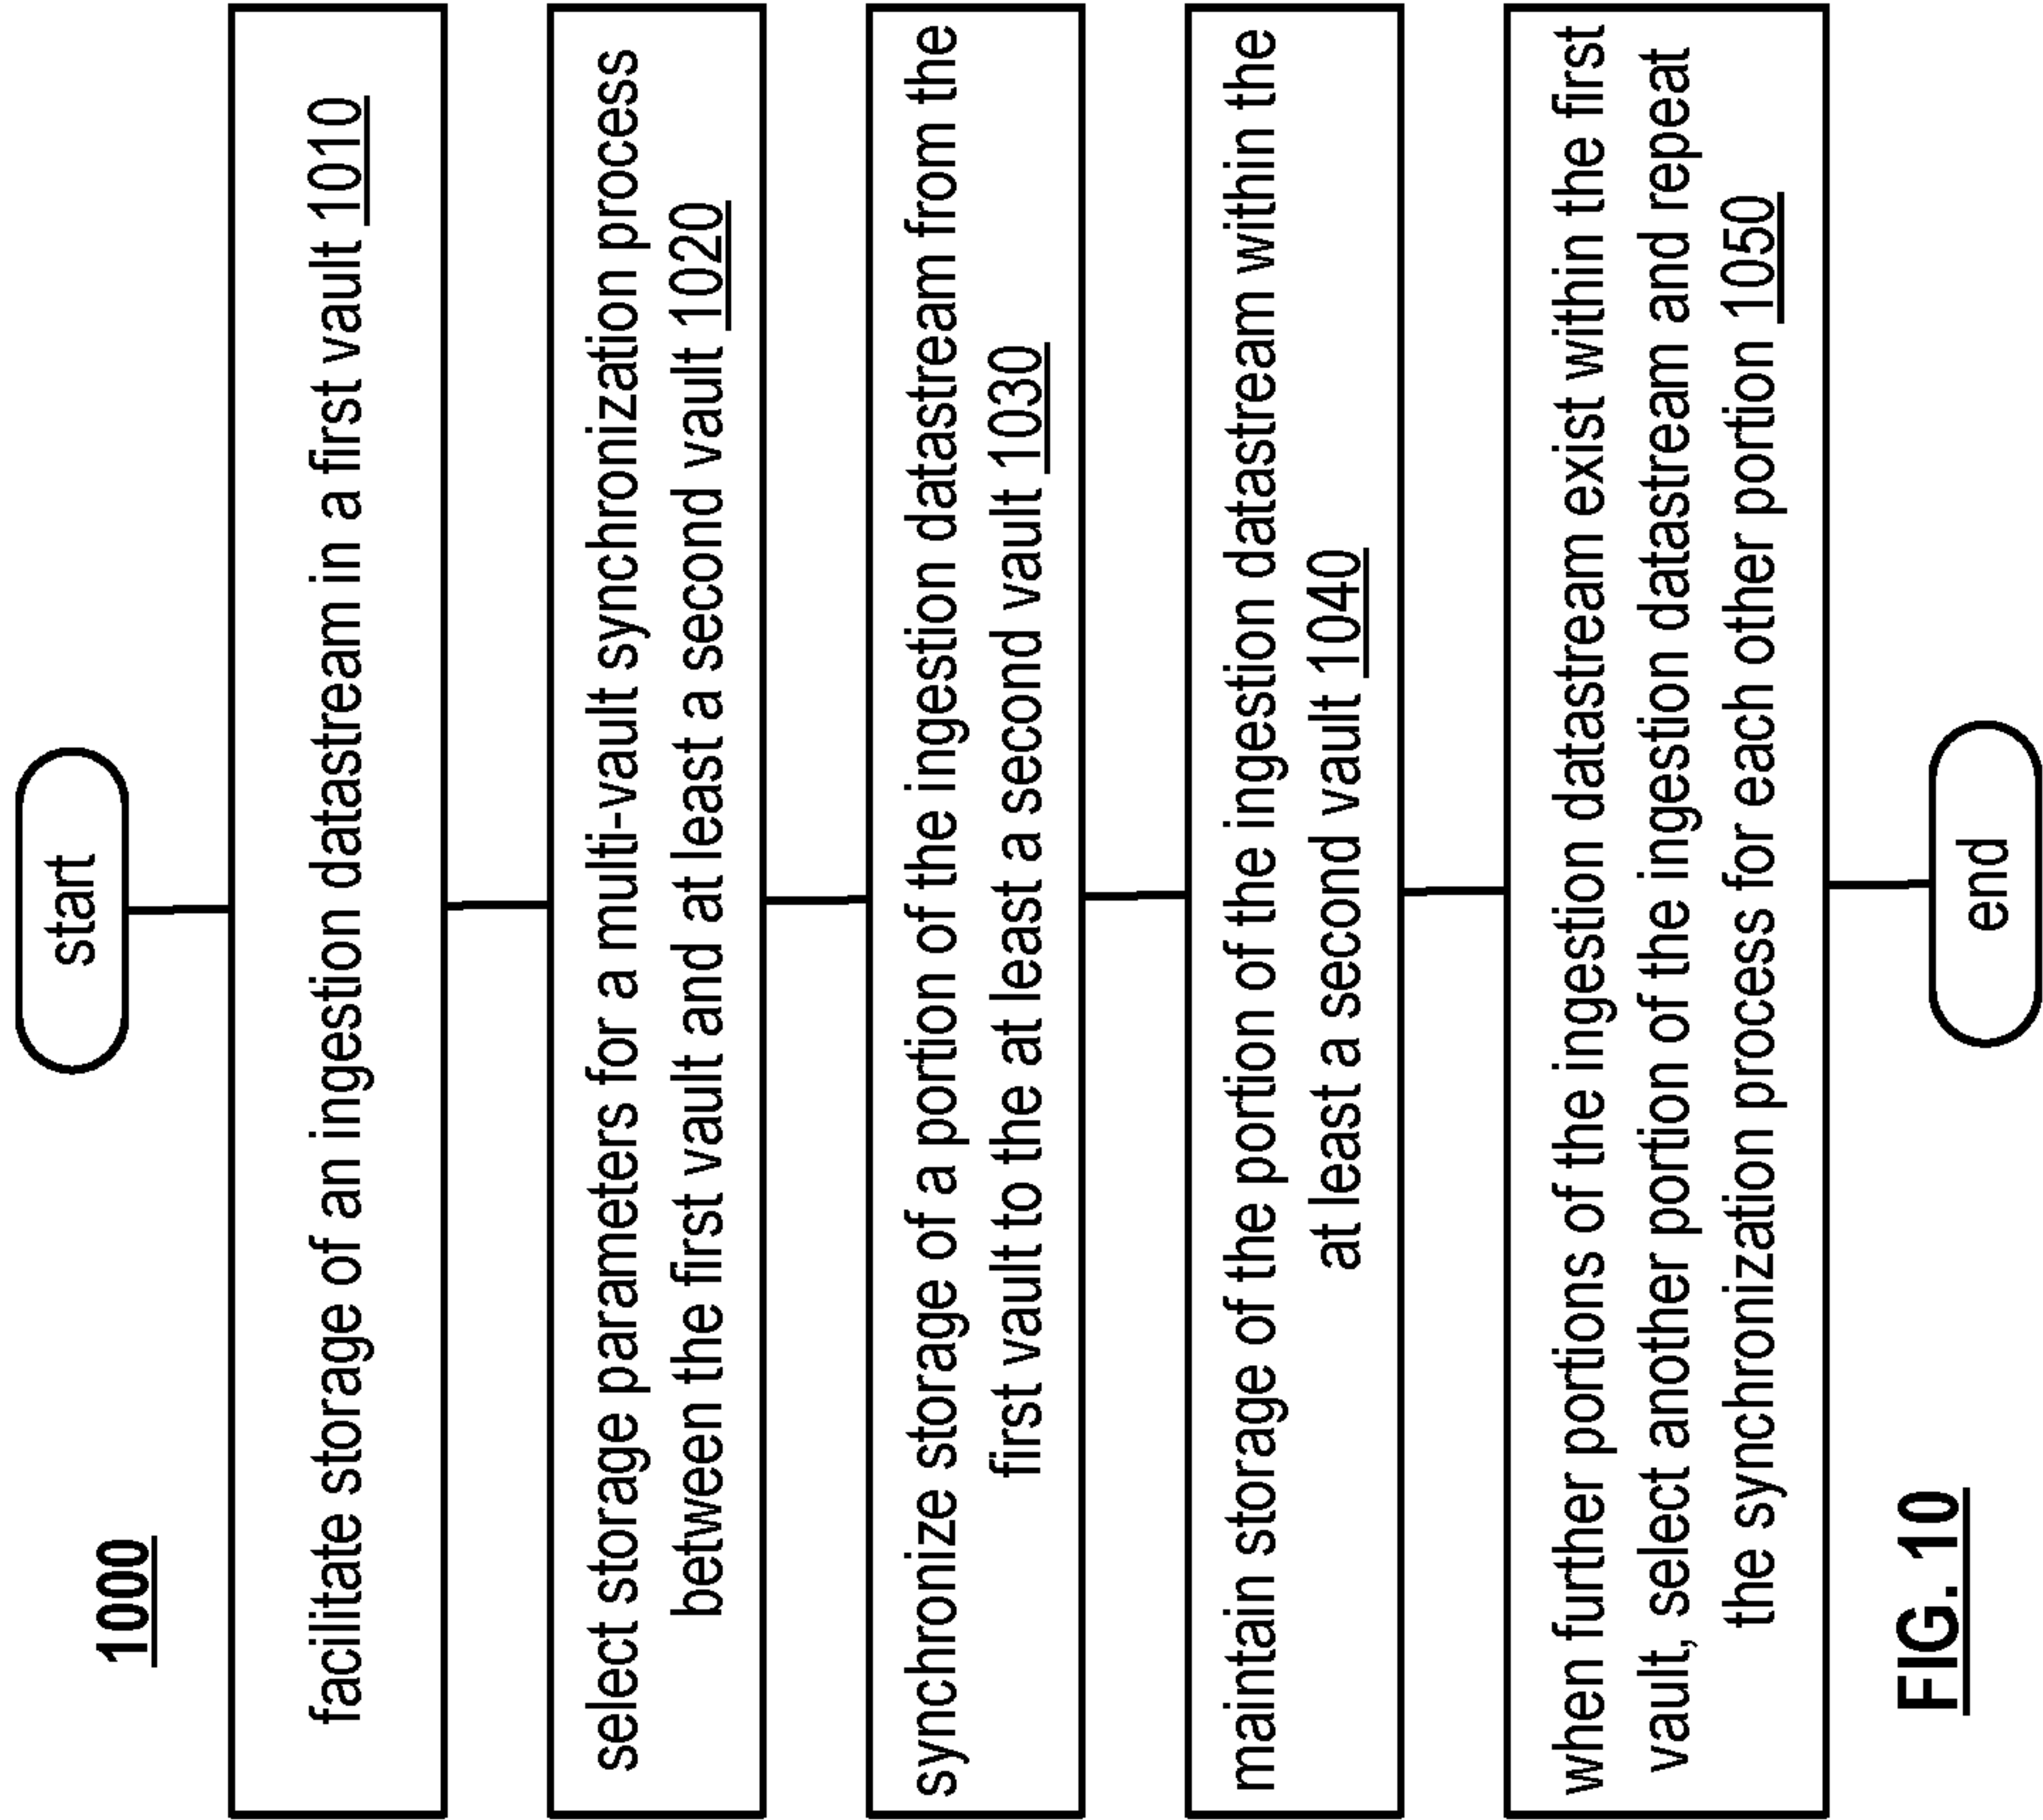 1000
start
facilitate storage of an ingestion datastream in a first vault 1010
select storage parameters for a multi-vault synchronization process
between the first vault and at least a second vault 1020
synchronize storage of a portion of the ingestion datastream from the
first vault to the at least a second vault 1030
maintain storage of the portion of the ingestion datastream within the
at least a second vault 1040
when further portions of the ingestion datastream exist within the first
vault, select another portion of the ingestion datastream and repeat
the synchronization process for each other portion 1050
end
FIG.10